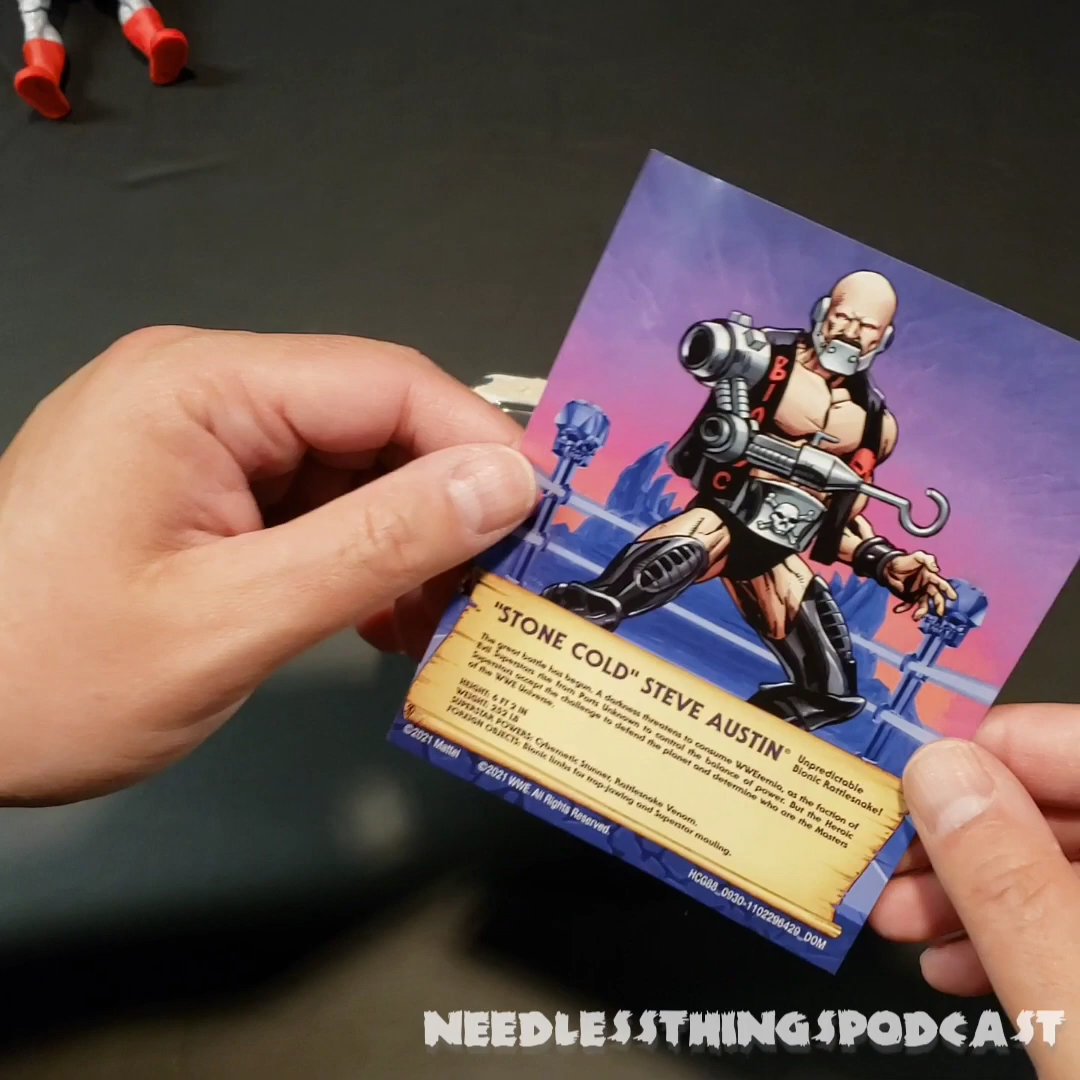 BIO
C
"STONE COLD" STEVE AUSTIN®
Unpredictable
Bionic Rattlesnake!
The great battle has begun. A darkness threatens to consume WWEternia, as the faction of
Evil Superstars rise from Parts Unknown to control the balance of power. But the Heroic
Superstars accept the challenge to defend the planet and determine who are the Masters
of the WWE Universe.
HEIGHT: 6 FT 2 IN
WEIGHT: 252 LB
SUPERSTAR POWERS: Cybernetic Stunner, Rattlesnake Venom.
FOREIGN OBJECTS: Bionic limbs for trap-jawing and Superstar mauling.
©2021 Mattel
©2021 WWE. All Rights Reserved.
HCG88_0930-1102296429_DOM
NEEDLESSTHINGSPODCAST